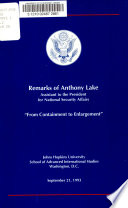 Remarks of Anthony Lake
Assistant to the President
for National Security Affairs
"From Containment to Enlargement"
Johns Hopkins University
School of Advanced International Studies
Washington, D.C.
September 21, 1993